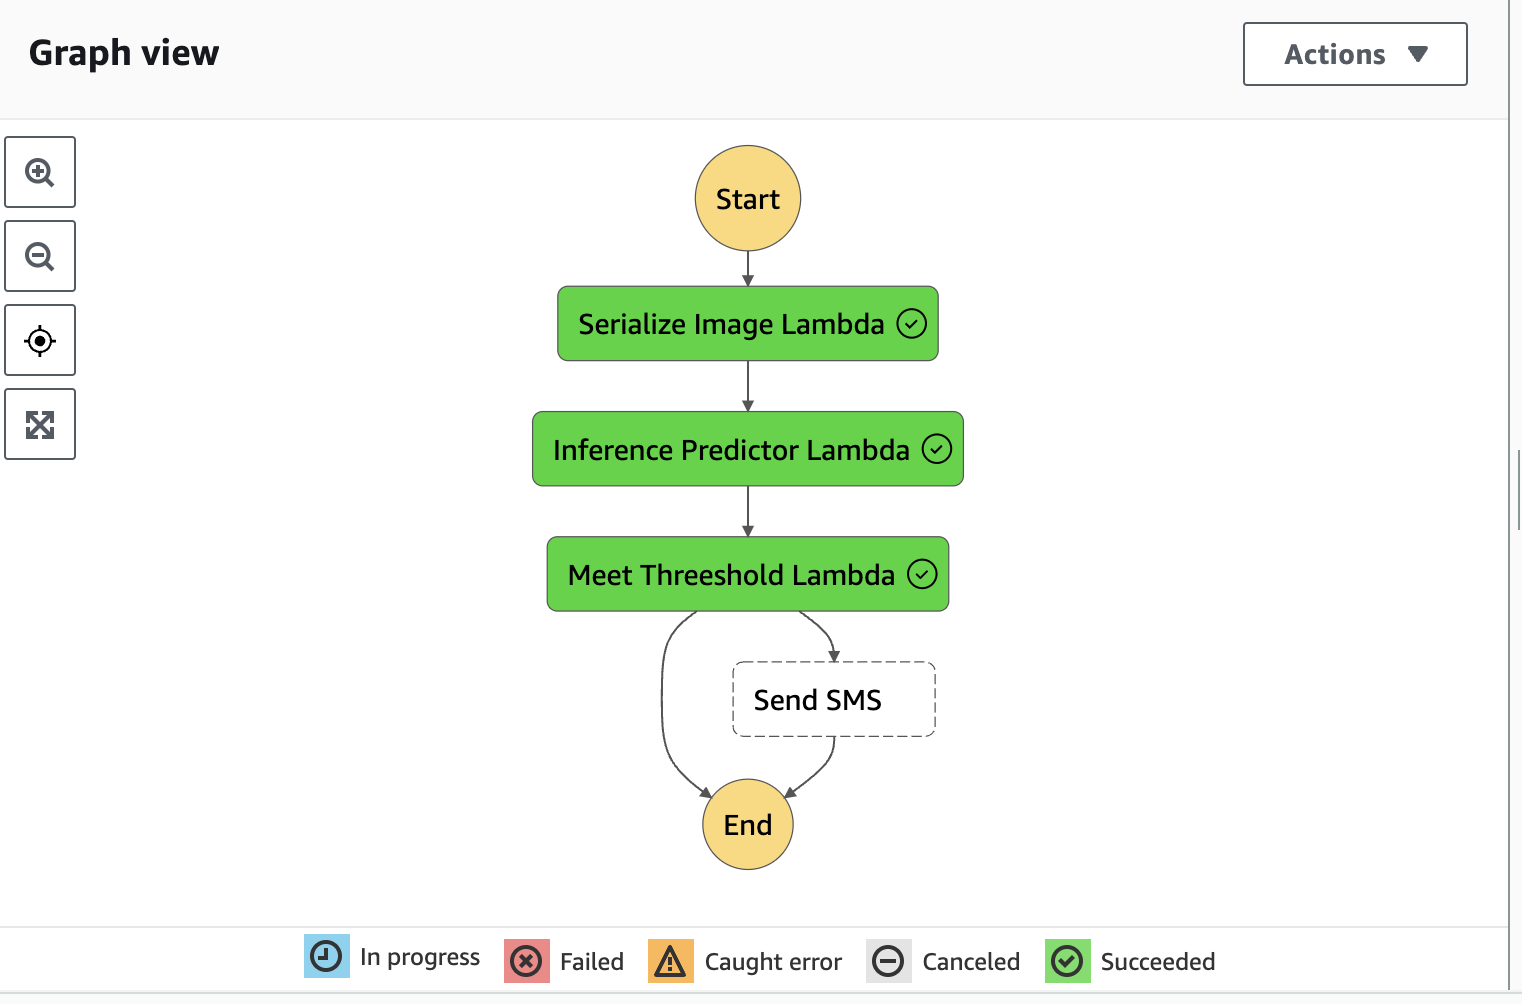 Graph view
Actions
Start
Serialize Image Lambda
Inference Predictor Lambda
Meet Threeshold Lambda
Send SMS
End
In progress
Failed
Caught error
Canceled
Succeeded